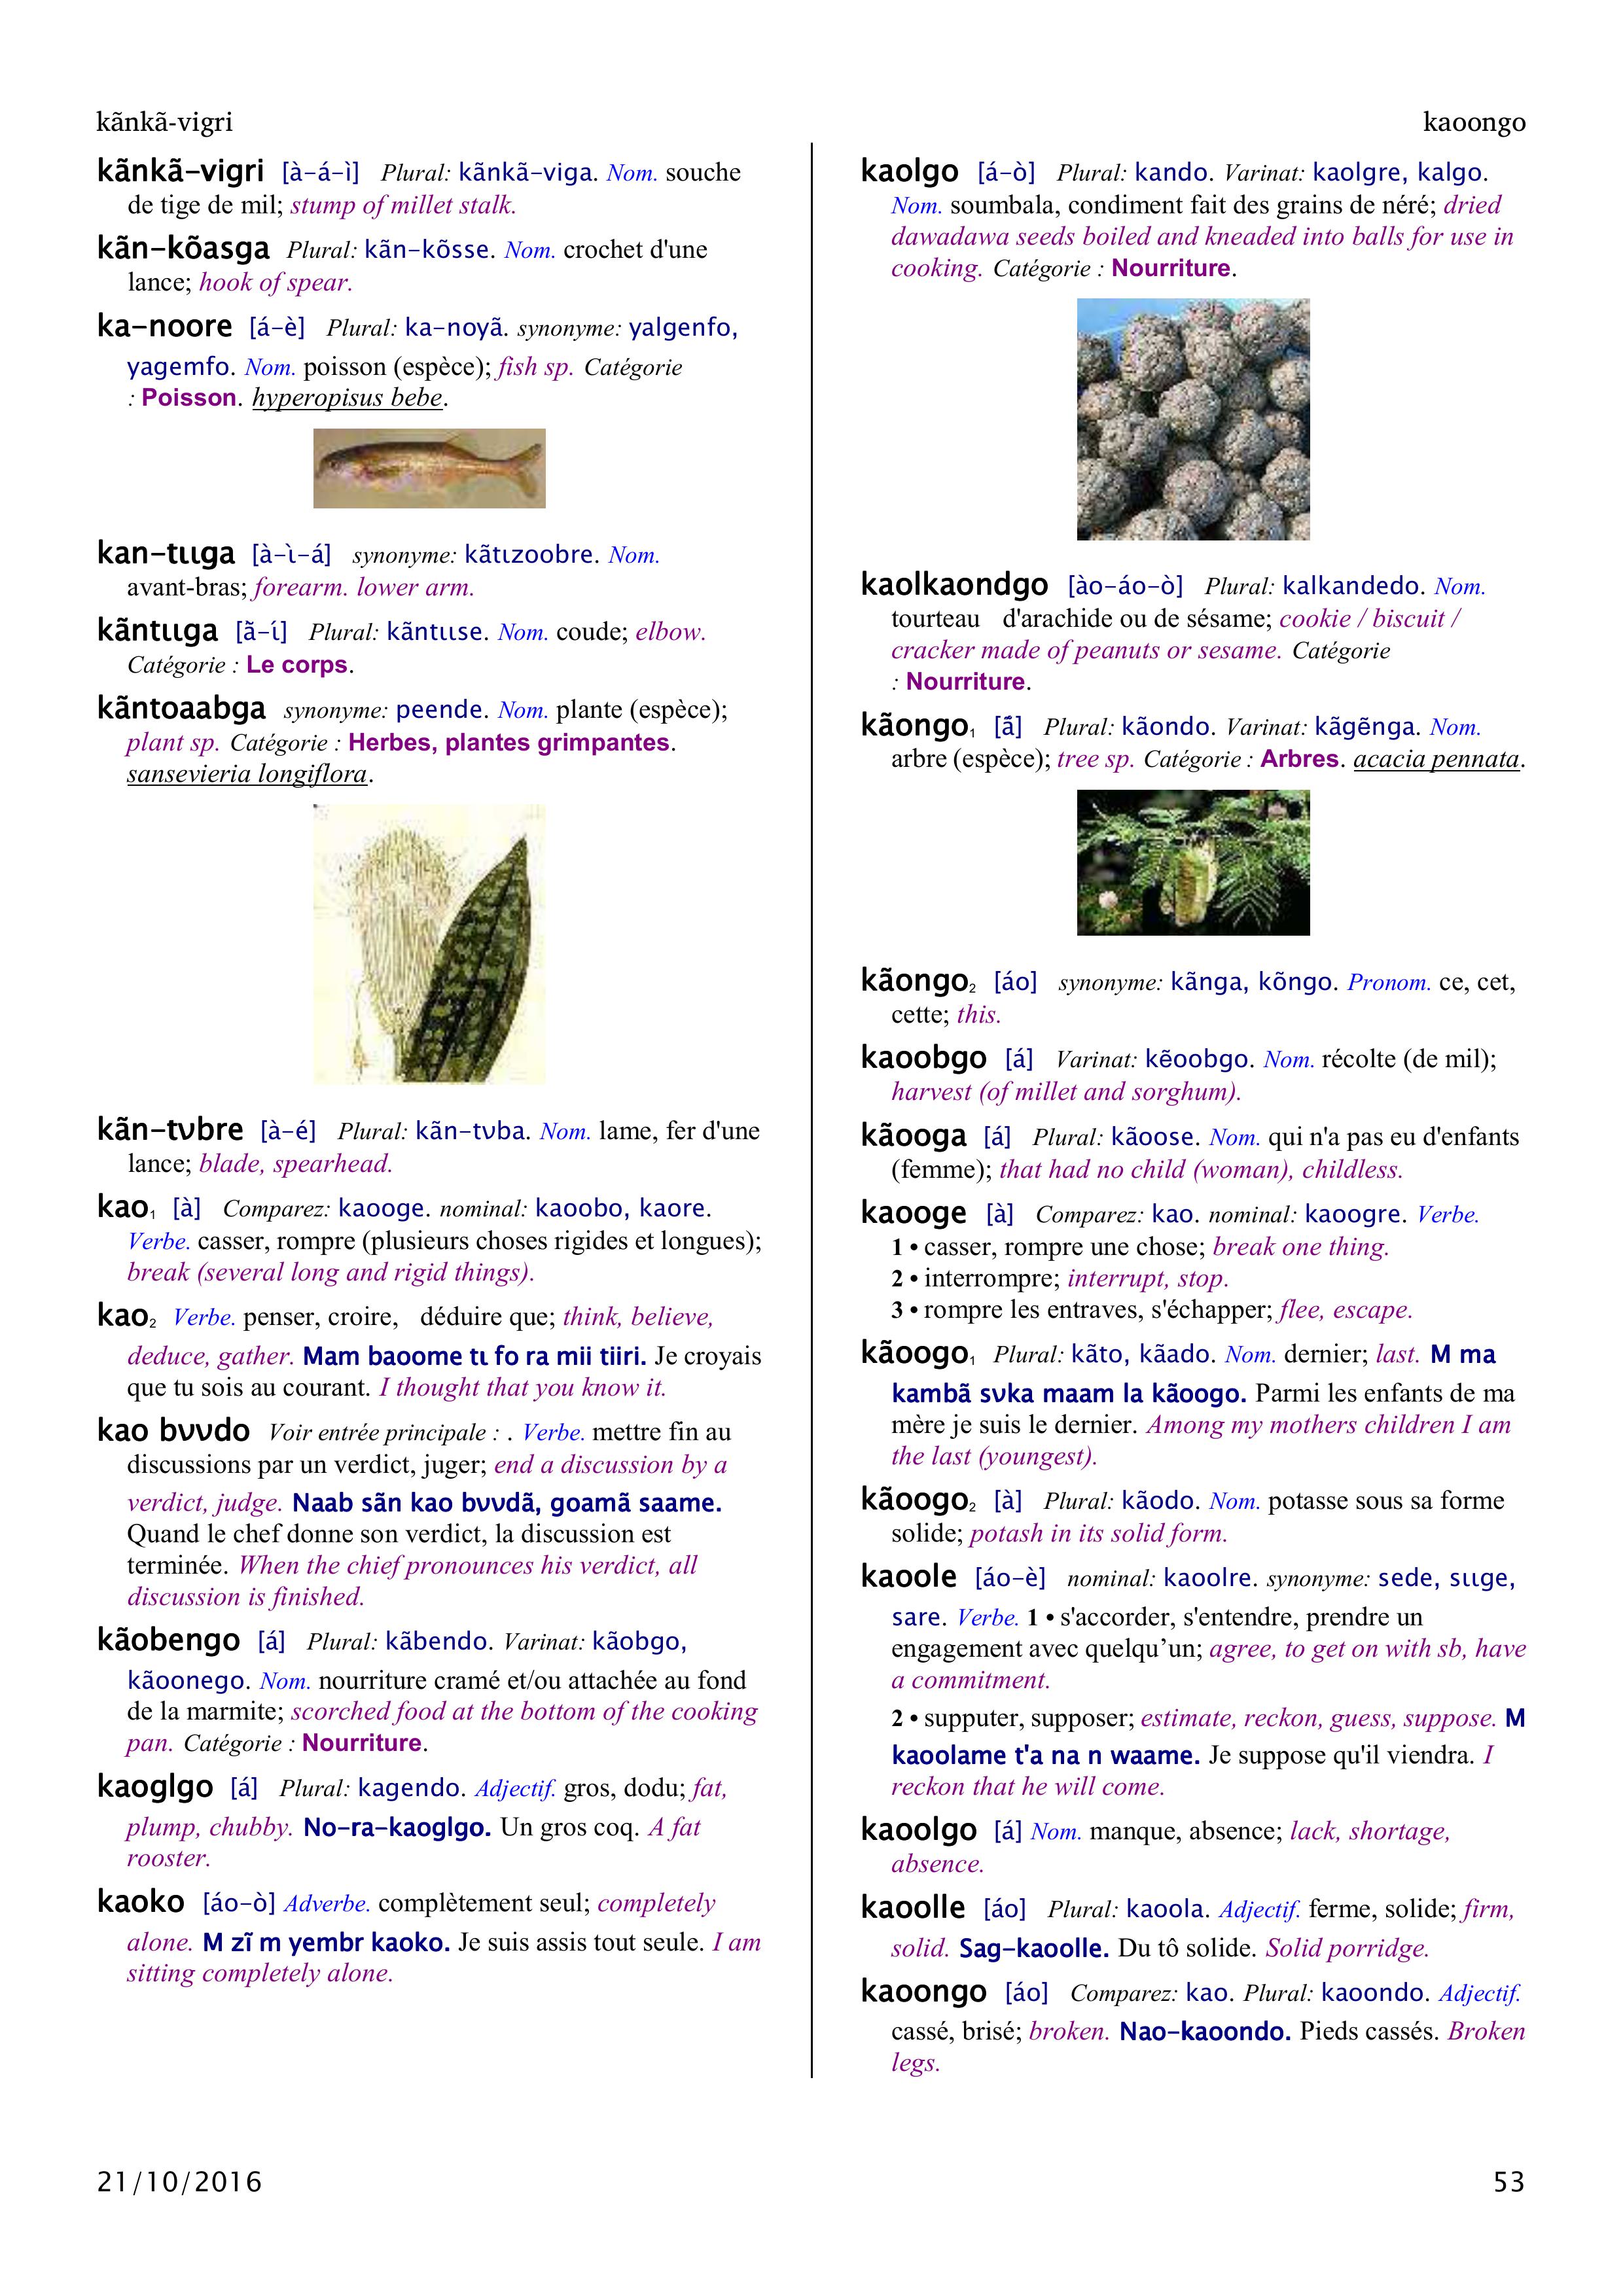 kãnkã-vigri
kaoongo
kãnkã-vigri [à-á-ì] Plural: kãnkã-viga. Nom. souche
de tige de mil; stump of millet stalk.
kãn-kõasga Plural: kãn-kõsse. Nom. crochet d'une
lance; hook of spear.
ka-noore [á-è] Plural: ka-noyã. synonyme: yalgenfo,
yagemfo. Nom. poisson (espèce); fish sp. Catégorie
: Poisson. hyperopisus bebe.
kan-tɩɩga [à-ɩ̀-á] synonyme: kãtɩzoobre. Nom.
avant-bras; forearm. lower arm.
kãntɩɩga [ã̀-ɩ́] Plural: kãntɩɩse. Nom. coude; elbow.
Catégorie : Le corps.
kãntoaabga synonyme: peende. Nom. plante (espèce);
plant sp. Catégorie : Herbes, plantes grimpantes.
sansevieria longiflora.
kãn-tʋbre [à-é] Plural: kãn-tʋba. Nom. lame, fer d'une
lance; blade, spearhead.
kao₁ [à] Comparez: kaooge. nominal: kaoobo, kaore.
Verbe. casser, rompre (plusieurs choses rigides et longues);
break (several long and rigid things).
kao₂ Verbe. penser, croire, déduire que; think, believe,
deduce, gather. Mam baoome tɩ fo ra mii tiiri. Je croyais
que tu sois au courant. I thought that you know it.
kao bʋʋdo Voir entrée principale : . Verbe. mettre fin au
discussions par un verdict, juger; end a discussion by a
verdict, judge. Naab sãn kao bʋʋdã, goamã saame.
Quand le chef donne son verdict, la discussion est
terminée. When the chief pronounces his verdict, all
discussion is finished.
kãobengo [á] Plural: kãbendo. Varinat: kãobgo,
kãoonego. Nom. nourriture cramé et/ou attachée au fond
de la marmite; scorched food at the bottom of the cooking
pan. Catégorie : Nourriture.
kaoglgo [á] Plural: kagendo. Adjectif. gros, dodu; fat,
plump, chubby. No-ra-kaoglgo. Un gros coq. A fat
rooster.
kaoko [áo-ò] Adverbe. complètement seul; completely
alone. M zĩ m yembr kaoko. Je suis assis tout seule. I am
sitting completely alone.
kaolgo [á-ò] Plural: kando. Varinat: kaolgre, kalgo.
Nom. soumbala, condiment fait des grains de néré; dried
dawadawa seeds boiled and kneaded into balls for use in
cooking. Catégorie : Nourriture.
kaolkaondgo [ào-áo-ò] Plural: kalkandedo. Nom.
tourteau d'arachide ou de sésame; cookie / biscuit /
cracker made of peanuts or sesame. Catégorie
: Nourriture.
kãongo₁ [ã́] Plural: kãondo. Varinat: kãgẽnga. Nom.
arbre (espèce); tree sp. Catégorie : Arbres. acacia pennata.
kãongo₂ [áo] synonyme: kãnga, kõngo. Pronom. ce, cet,
cette; this.
kaoobgo [á] Varinat: kẽoobgo. Nom. récolte (de mil);
harvest (of millet and sorghum).
kãooga [á] Plural: kãoose. Nom. qui n'a pas eu d'enfants
(femme); that had no child (woman), childless.
kaooge [à] Comparez: kao. nominal: kaoogre. Verbe.
1 • casser, rompre une chose; break one thing.
2 • interrompre; interrupt, stop.
3 • rompre les entraves, s'échapper; flee, escape.
kãoogo₁ Plural: kãto, kãado. Nom. dernier; last. M ma
kambã sʋka maam la kãoogo. Parmi les enfants de ma
mère je suis le dernier. Among my mothers children I am
the last (youngest).
kãoogo₂ [à] Plural: kãodo. Nom. potasse sous sa forme
solide; potash in its solid form.
kaoole [áo-è] nominal: kaoolre. synonyme: sede, sɩɩge,
sare. Verbe. 1 • s'accorder, s'entendre, prendre un
engagement avec quelqu’un; agree, to get on with sb, have
a commitment.
2 • supputer, supposer; estimate, reckon, guess, suppose. M
kaoolame t'a na n waame. Je suppose qu'il viendra. I
reckon that he will come.
kaoolgo [á] Nom. manque, absence; lack, shortage,
absence.
kaoolle [áo] Plural: kaoola. Adjectif. ferme, solide; firm,
solid. Sag-kaoolle. Du tô solide. Solid porridge.
kaoongo [áo] Comparez: kao. Plural: kaoondo. Adjectif.
cassé, brisé; broken. Nao-kaoondo. Pieds cassés. Broken
legs.
21/10/2016
53